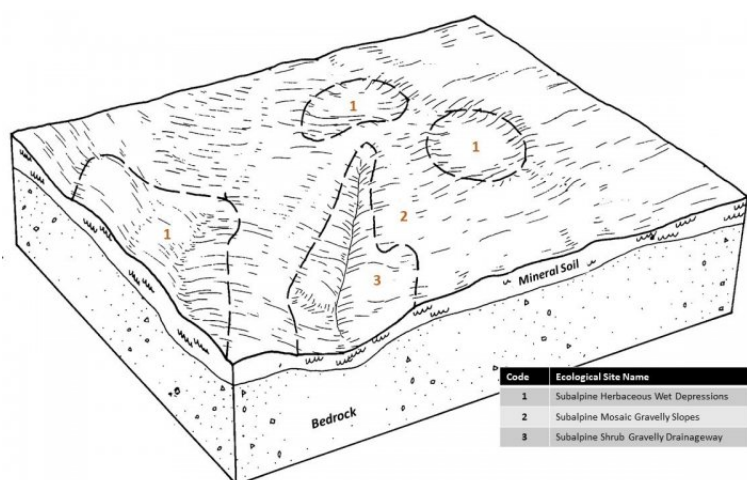 1
1
1
2
3
Mineral Soil
Bedrock
Code Ecological Site Name
1 Subalpine Herbaceous Wet Depressions
2 Subalpine Mosaic Gravelly Slopes
3 Subalpine Shrub Gravelly Drainageway